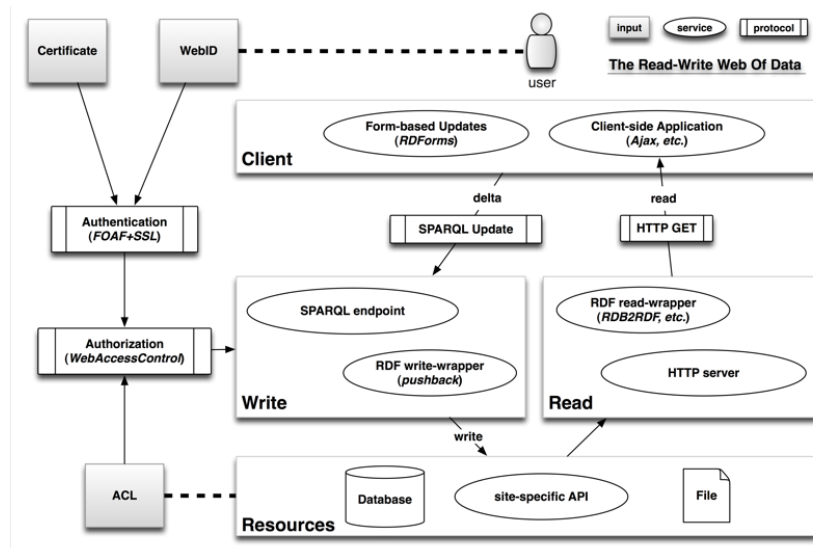 Certificate
WebID
user
input
service
protocol
The Read-Write Web Of Data
Form-based Updates
(RDForms)
Client-side Application
(Ajax, etc.)
Client
delta
read
Authentication
(FOAF+SSL)
SPARQL Update
HTTP GET
SPARQL endpoint
RDF read-wrapper
(RDB2RDF, etc.)
Authorization
(WebAccessControl)
RDF write-wrapper
(pushback)
HTTP server
Write
Read
write
ACL
Database
site-specific API
File
Resources